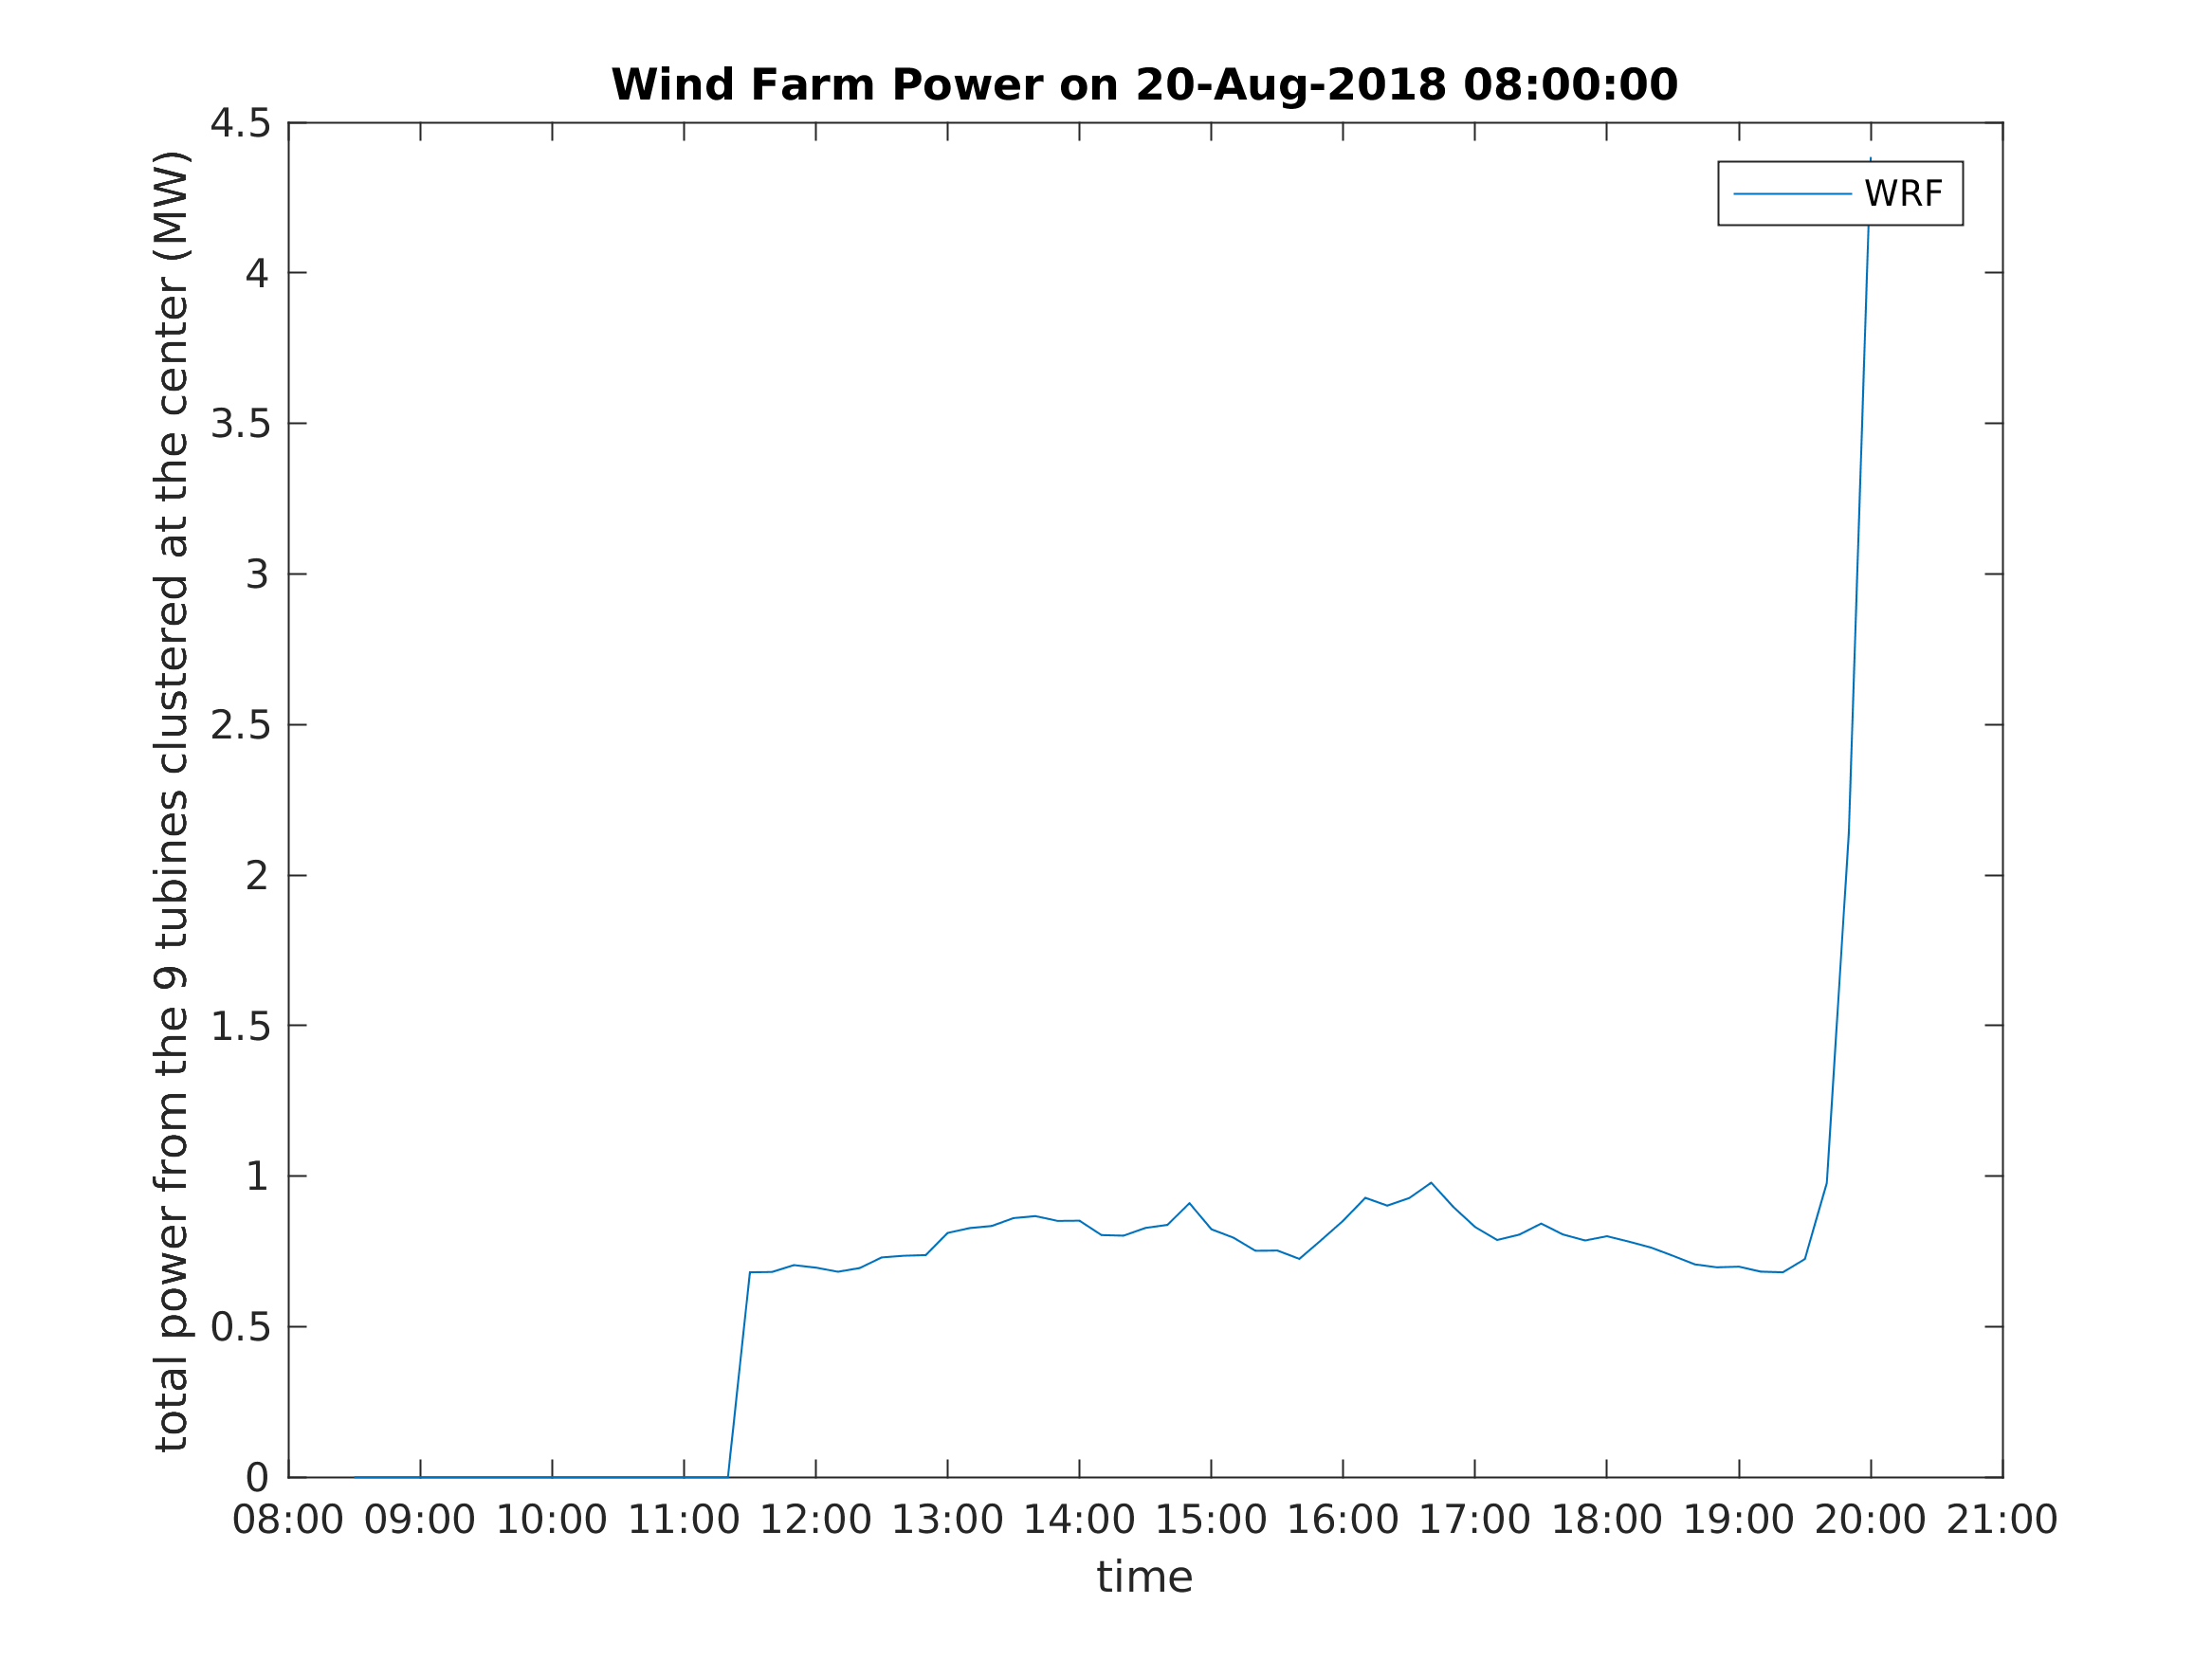 Wind Farm Power on 20-Aug-2018 08:00:00
total power from the 9 tubines clustered at the center (MW)
4.5
4
3.5
3
2.5
2
1.5
1
0.5
0
WRF
08:00 09:00 10:00 11:00 12:00 13:00 14:00 15:00 16:00 17:00 18:00 19:00 20:00 21:00
time